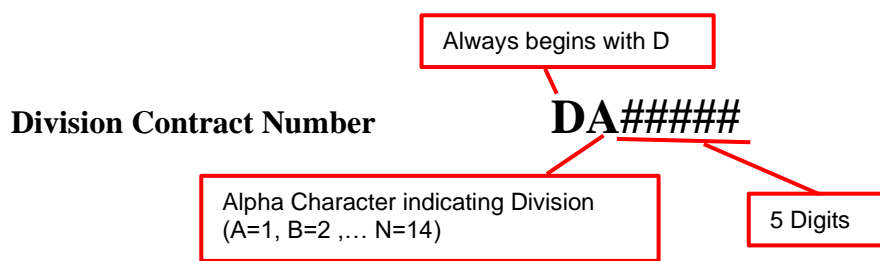 Always begins with D
Division Contract Number DA#####
Alpha Character indicating Division
(A=1, B=2 ,… N=14)
5 Digits